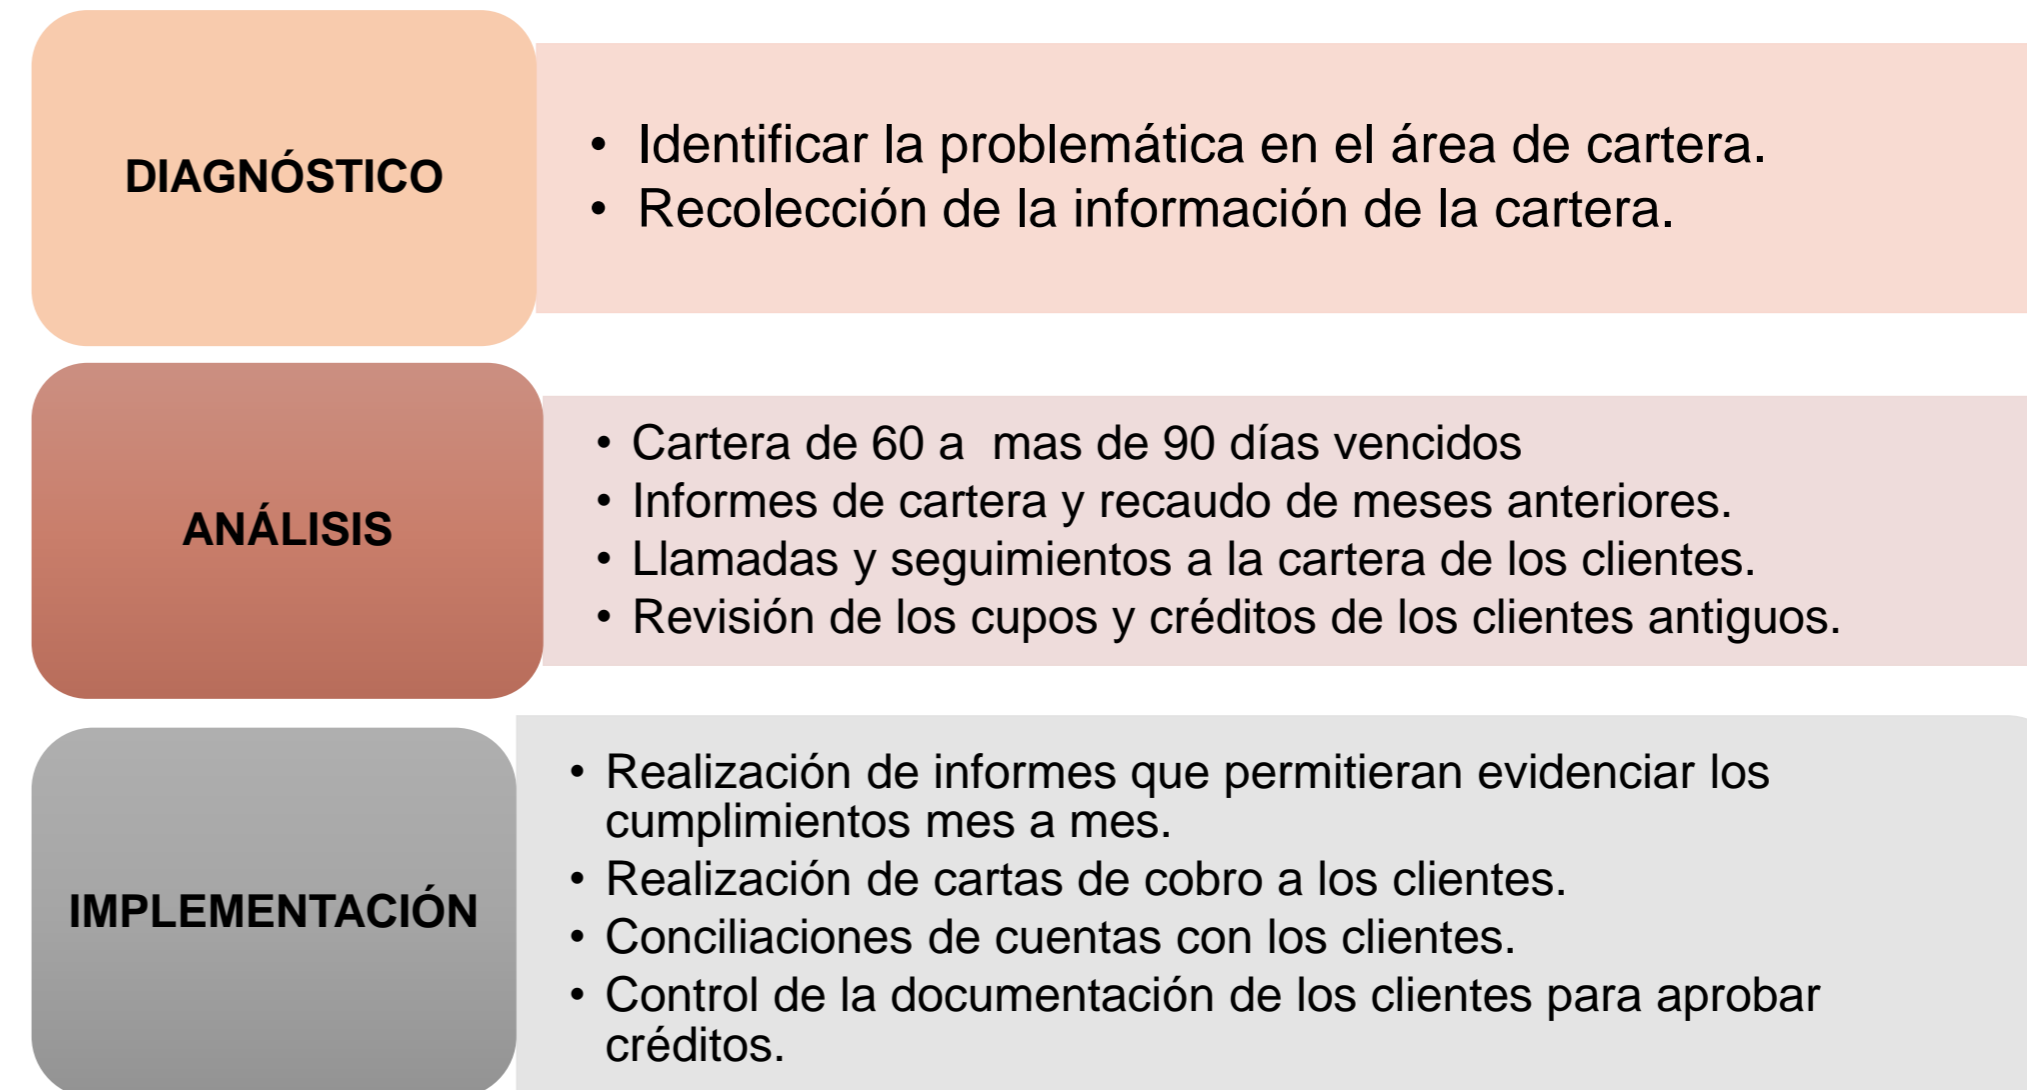 DIAGNÓSTICO
• Identificar la problemática en el área de cartera.
• Recolección de la información de la cartera.
ANÁLISIS
• Cartera de 60 a  mas de 90 días vencidos
• Informes de cartera y recaudo de meses anteriores.
• Llamadas y seguimientos a la cartera de los clientes.
• Revisión de los cupos y créditos de los clientes antiguos.
IMPLEMENTACIÓN
• Realización de informes que permitieran evidenciar los
cumplimientos mes a mes.
• Realización de cartas de cobro a los clientes.
• Conciliaciones de cuentas con los clientes.
• Control de la documentación de los clientes para aprobar
créditos.